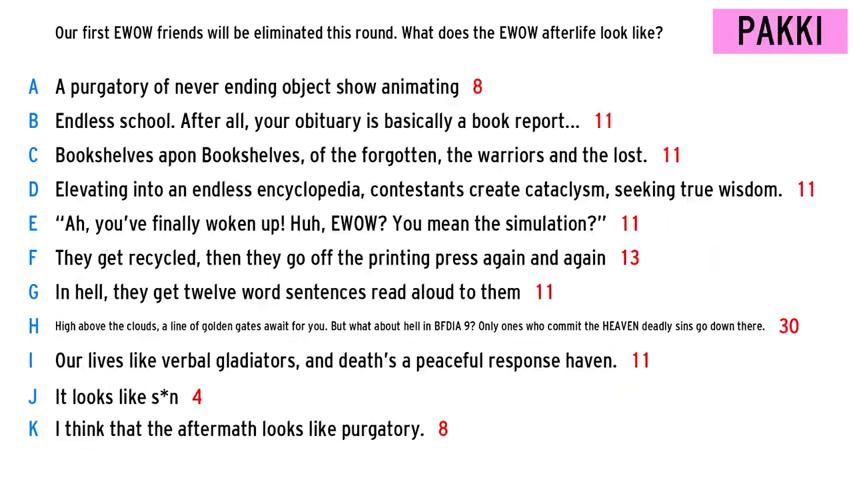 Our first EWOW friends will be eliminated this round. What does the EWOW afterlife look like?
PAKKI
A A purgatory of never ending object show animating 8
B Endless school. After all, your obituary is basically a book report... 11
C Bookshelves apon Bookshelves, of the forgotten, the warriors and the lost. 11
D Elevating into an endless encyclopedia, contestants create cataclysm, seeking true wisdom. 11
E “Ah, you’ve finally woken up! Huh, EWOW? You mean the simulation?” 11
F They get recycled, then they go off the printing press again and again 13
G In hell, they get twelve word sentences read aloud to them 11
H High above the clouds, a line of golden gates await for you. But what about hell in BFDIA 9? Only ones who commit the HEAVEN deadly sins go down there. 30
I Our lives like verbal gladiators, and death's a peaceful response haven. 11
J It looks like s*n 4
K I think that the aftermath looks like purgatory. 8